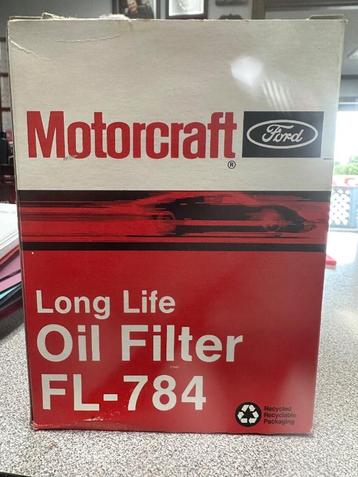 Motorcraft
®
Ford
Long Life
Oil Filter
FL-784
Recycled
Recyclable
Packaging